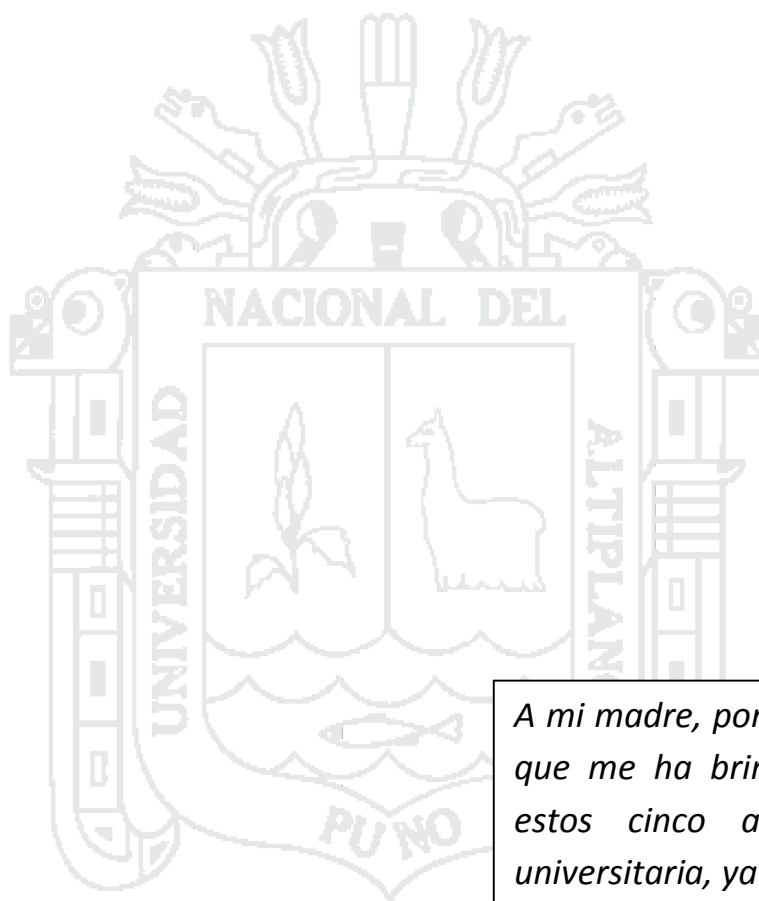 NACIONAL DEL
UNIVERSIDAD
ALTIPLANO
PUNO
A mi madre, por
que me ha brin
estos cinco a
universitaria, ya